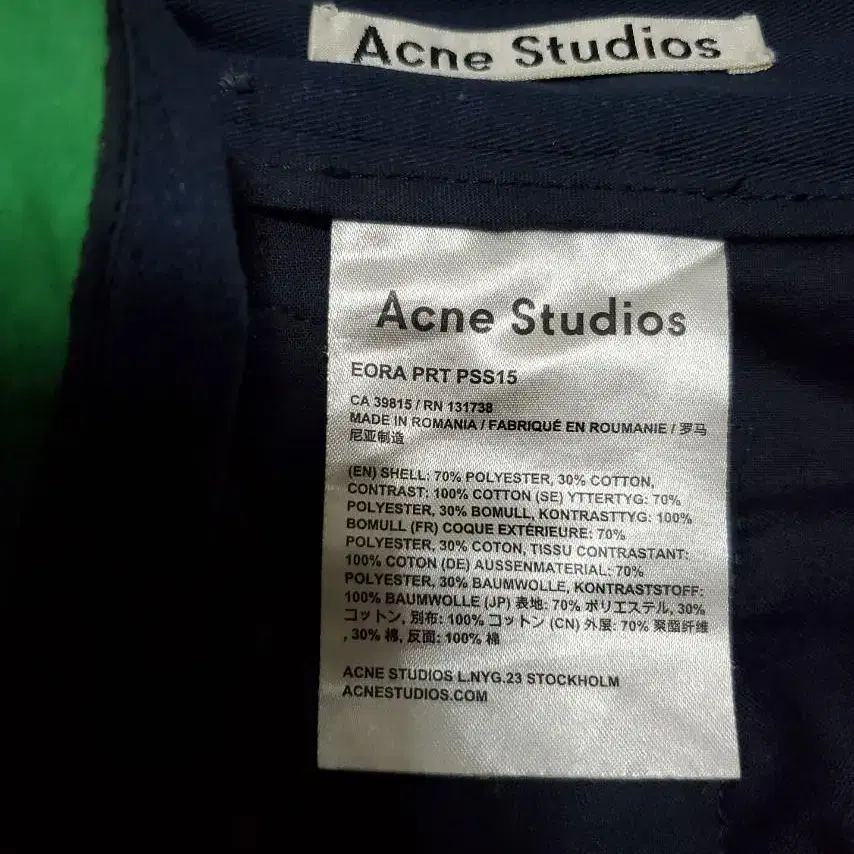 Acne Studios
Acne Studios
EORA PRT PSS15
CA 39815 / RN 131738
MADE IN ROMANIA / FABRIQUÉ EN ROUMANIE / 罗马
尼亚制造
(EN) SHELL: 70% POLYESTER, 30% COTTON,
CONTRAST: 100% COTTON (SE) YTTERTYG: 70%
POLYESTER, 30% BOMULL, KONTRASTTYG: 100%
BOMULL (FR) COQUE EXTÉRIEURE: 70%
POLYESTER, 30% COTON, TISSU CONTRASTANT:
100% COTON (DE) AUSSENMATERIAL: 70%
POLYESTER, 30% BAUMWOLLE, KONTRASTSTOFF:
100% BAUMWOLLE (JP) 表地: 70% ポリエステル, 30%
コットン, 別布: 100% コットン (CN) 外层: 70% 聚酯纤维
, 30% 棉, 反面: 100% 棉
ACNE STUDIOS L.NYG.23 STOCKHOLM
ACNESTUDIOS.COM